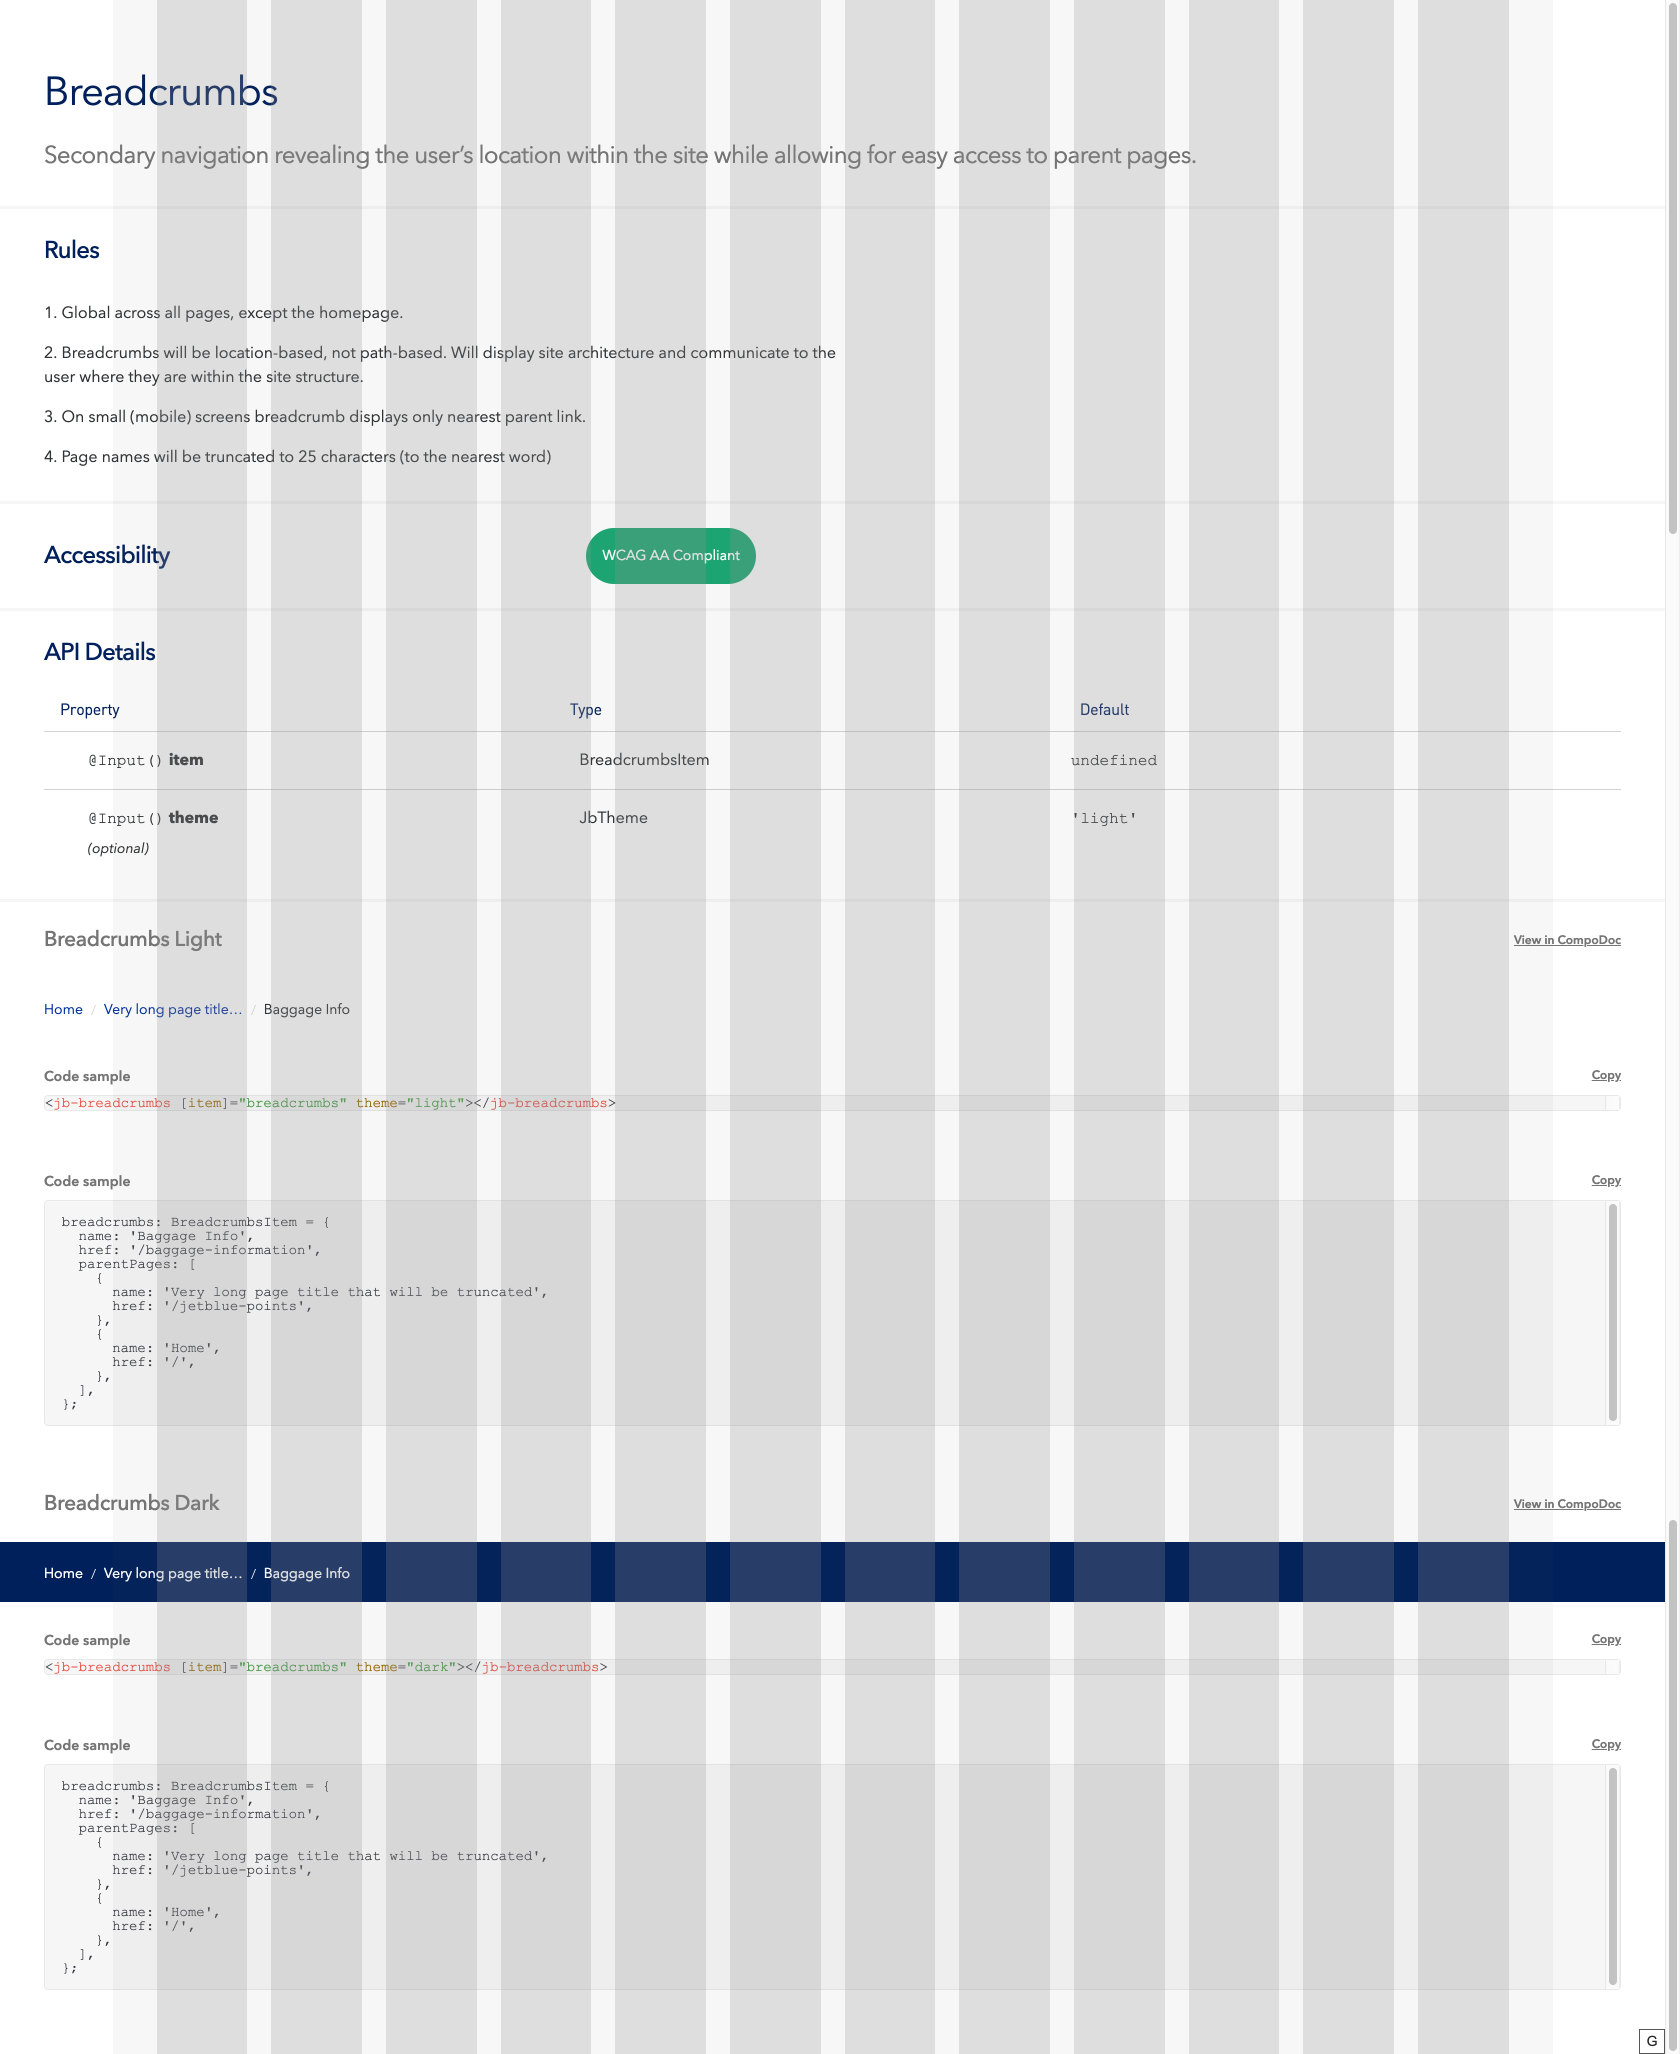 Breadcrumbs
Secondary navigation revealing the user’s location within the site while allowing for easy access to parent pages.
Rules
1. Global across all pages, except the homepage.
2. Breadcrumbs will be location-based, not path-based. Will display site architecture and communicate to the
user where they are within the site structure.
3. On small (mobile) screens breadcrumb displays only nearest parent link.
4. Page names will be truncated to 25 characters (to the nearest word)
Accessibility
WCAG AA Compliant
API Details
Property Type Default
@Input() item BreadcrumbsItem undefined
@Input() theme JbTheme 'light'
(optional)
Breadcrumbs Light View in CompoDoc
Home / Very long page title... / Baggage Info
Code sample Copy
<jb-breadcrumbs [item]="breadcrumbs" theme="light"></jb-breadcrumbs>
Code sample Copy
breadcrumbs: BreadcrumbsItem = {
  name: 'Baggage Info',
  href: '/baggage-information',
  parentPages: [
    {
      name: 'Very long page title that will be truncated',
      href: '/jetblue-points',
    },
    {
      name: 'Home',
      href: '/',
    },
  ],
};
Breadcrumbs Dark View in CompoDoc
Home / Very long page title... / Baggage Info
Code sample Copy
<jb-breadcrumbs [item]="breadcrumbs" theme="dark"></jb-breadcrumbs>
Code sample Copy
breadcrumbs: BreadcrumbsItem = {
  name: 'Baggage Info',
  href: '/baggage-information',
  parentPages: [
    {
      name: 'Very long page title that will be truncated',
      href: '/jetblue-points',
    },
    {
      name: 'Home',
      href: '/',
    },
  ],
};
G